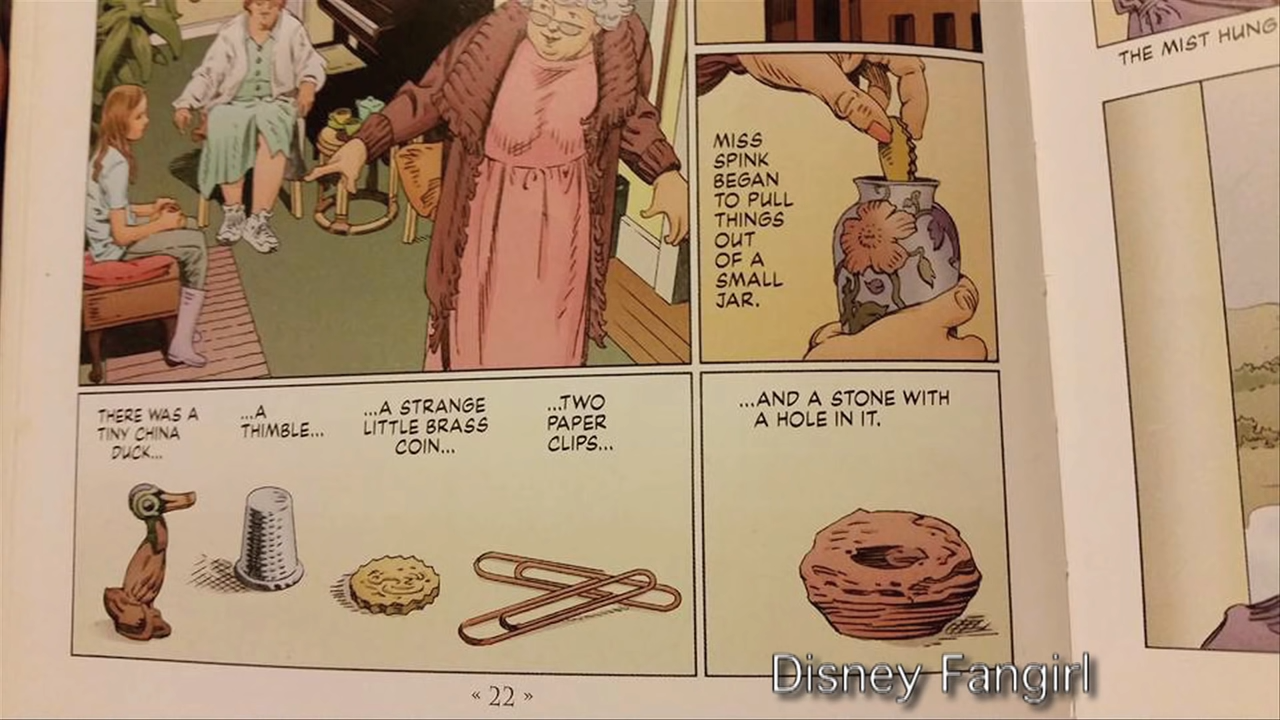 MISS
SPINK
BEGAN
TO PULL
THINGS
OUT
OF A
SMALL
JAR.
THERE WAS A
TINY CHINA
DUCK...
...A
THIMBLE...
...A STRANGE
LITTLE BRASS
COIN...
...TWO
PAPER
CLIPS...
...AND A STONE WITH
A HOLE IN IT.
« 22 »
THE MIST HUNG
Disney Fangirl